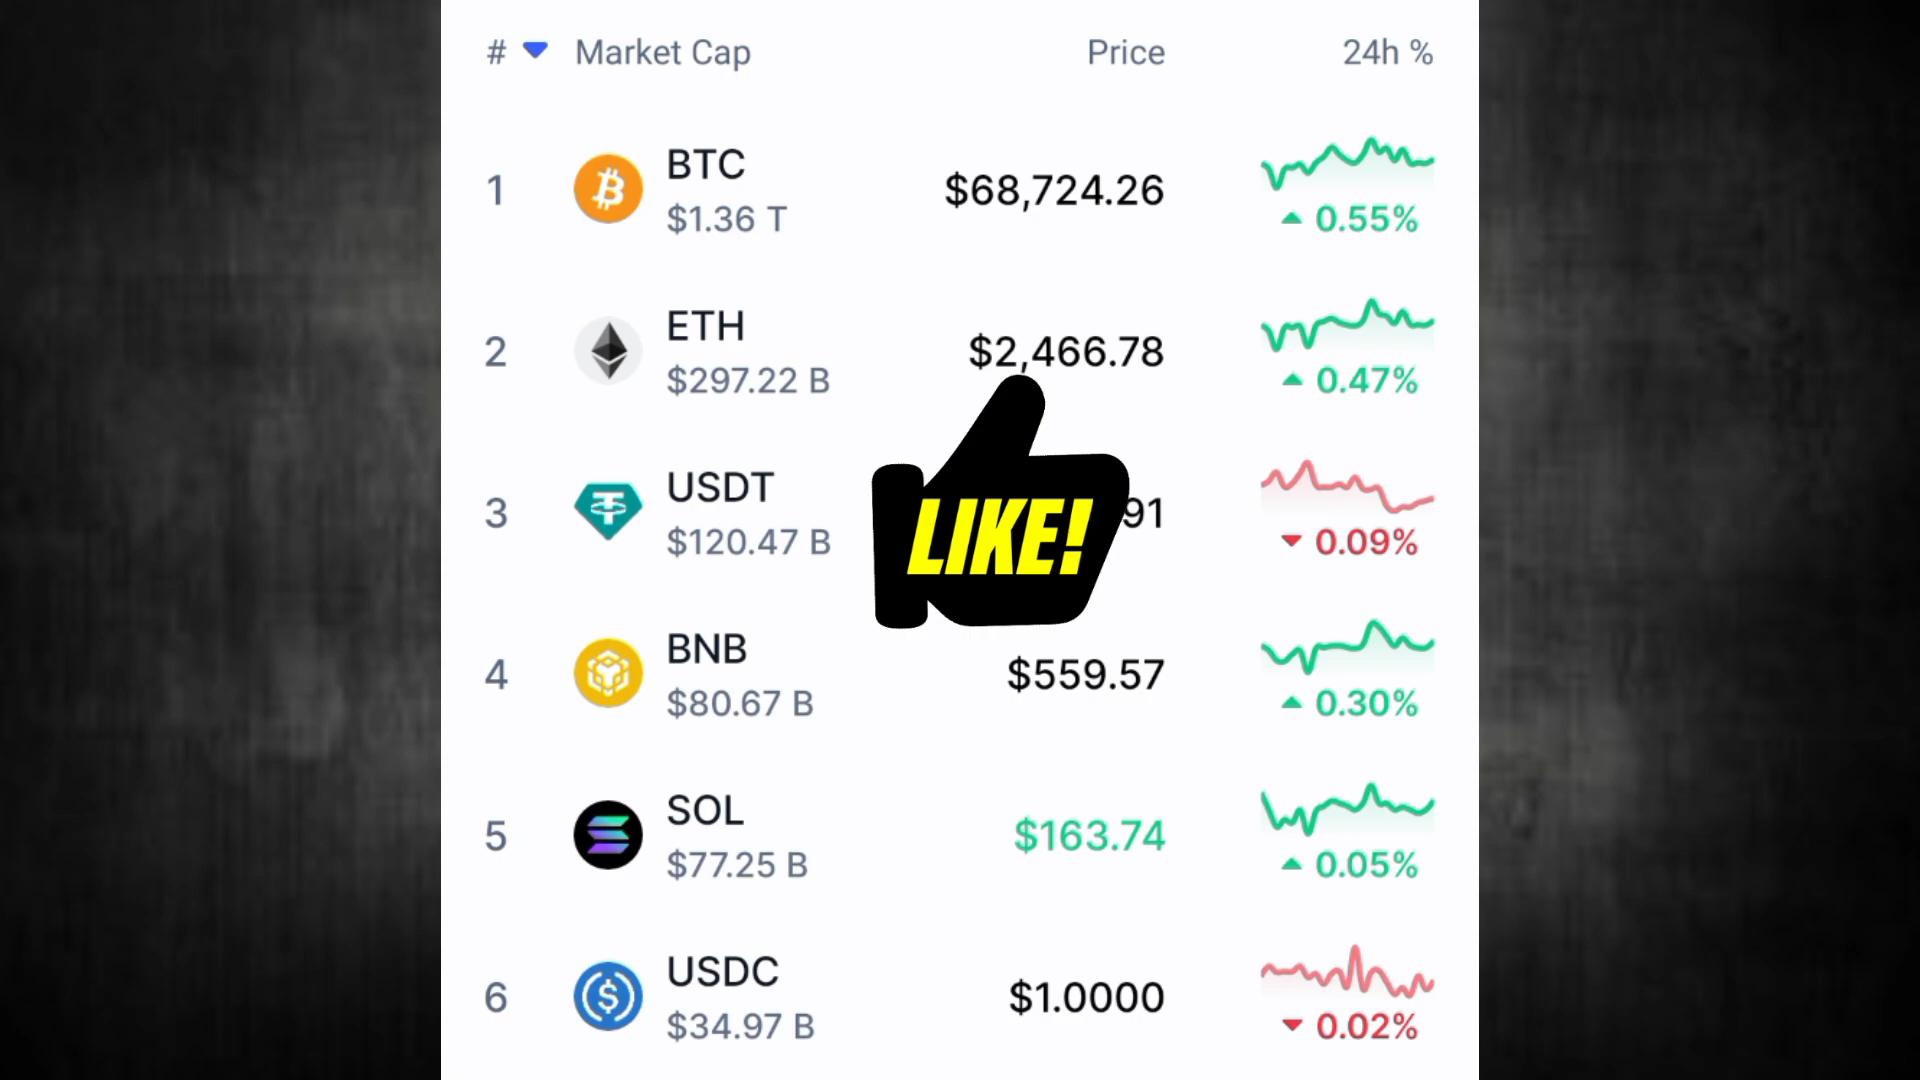 # Market Cap Price 24h %
BTC
1 $68,724.26
$1.36 T 0.55%
ETH
2 $2,466.78
$297.22 B 0.47%
USDT
3 91
LIKE!
$120.47 B 0.09%
BNB
4 $559.57
$80.67 B 0.30%
SOL
5 $163.74
$77.25 B 0.05%
USDC
6 $1.0000
$34.97 B 0.02%